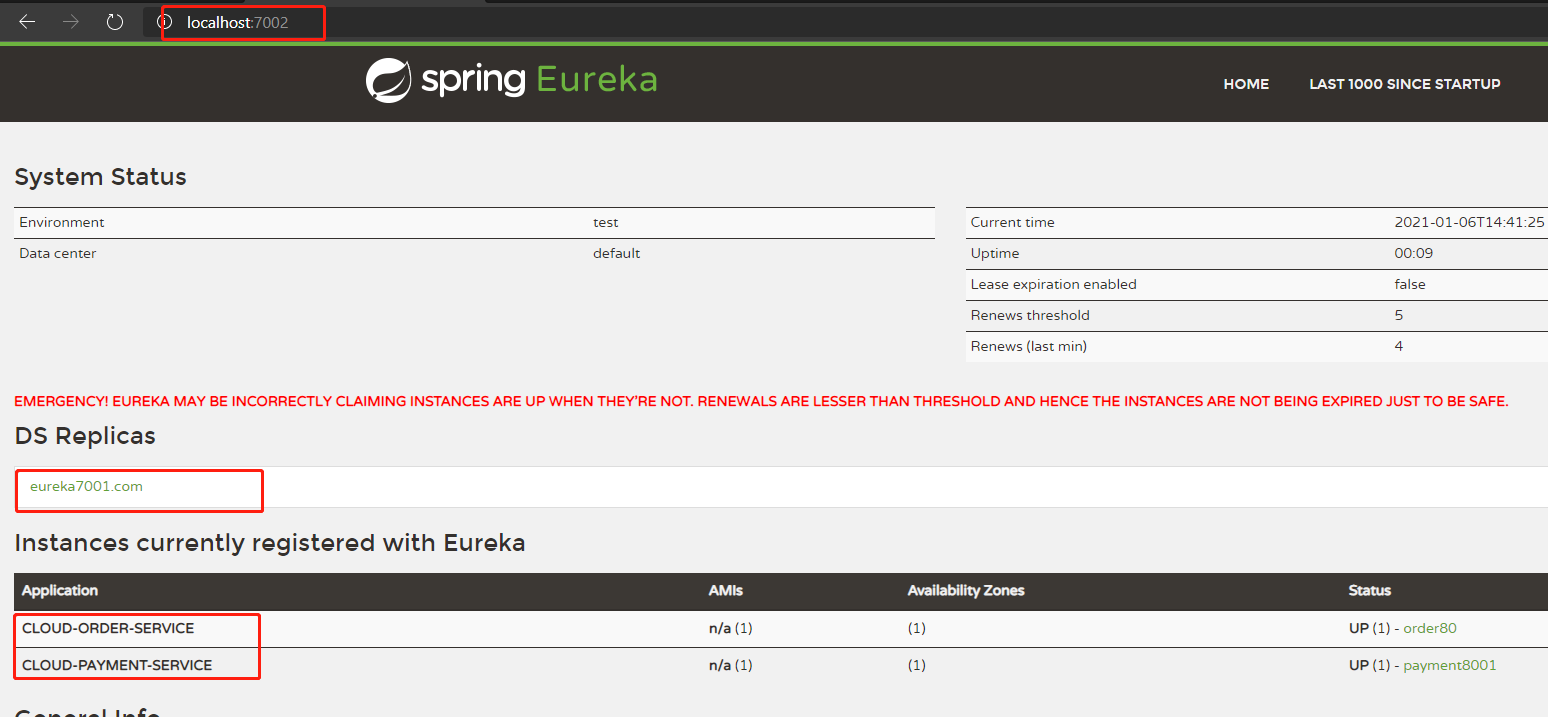 localhost:7002
spring Eureka
HOME LAST 1000 SINCE STARTUP
System Status
Environment test
Data center default
Current time 2021-01-06T14:41:25
Uptime 00:09
Lease expiration enabled false
Renews threshold 5
Renews (last min) 4
EMERGENCY! EUREKA MAY BE INCORRECTLY CLAIMING INSTANCES ARE UP WHEN THEY'RE NOT. RENEWALS ARE LESSER THAN THRESHOLD AND HENCE THE INSTANCES ARE NOT BEING EXPIRED JUST TO BE SAFE.
DS Replicas
eureka7001.com
Instances currently registered with Eureka
Application AMIs Availability Zones Status
CLOUD-ORDER-SERVICE n/a (1) (1) UP (1) - order80
CLOUD-PAYMENT-SERVICE n/a (1) (1) UP (1) - payment8001
General Info